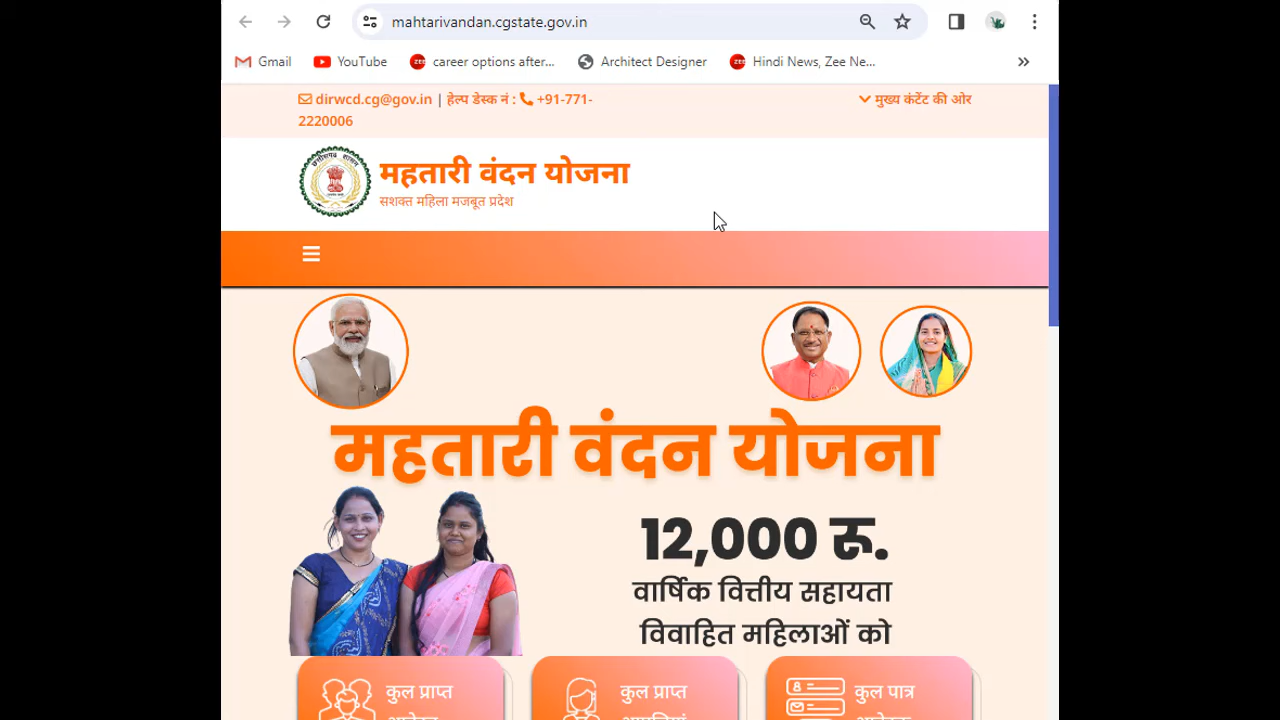 mahtarivandan.cgstate.gov.in
Gmail YouTube career options after... Architect Designer Hindi News, Zee Ne...
dirwcd.cg@gov.in | हेल्प डेस्क नं : +91-771-
2220006
मुख्य कंटेंट की ओर
महतारी वंदन योजना
सशक्त महिला मजबूत प्रदेश
महतारी वंदन योजना
12,000 रु.
वार्षिक वित्तीय सहायता
विवाहित महिलाओं को
कुल प्राप्त
कुल प्राप्त
कुल पात्र